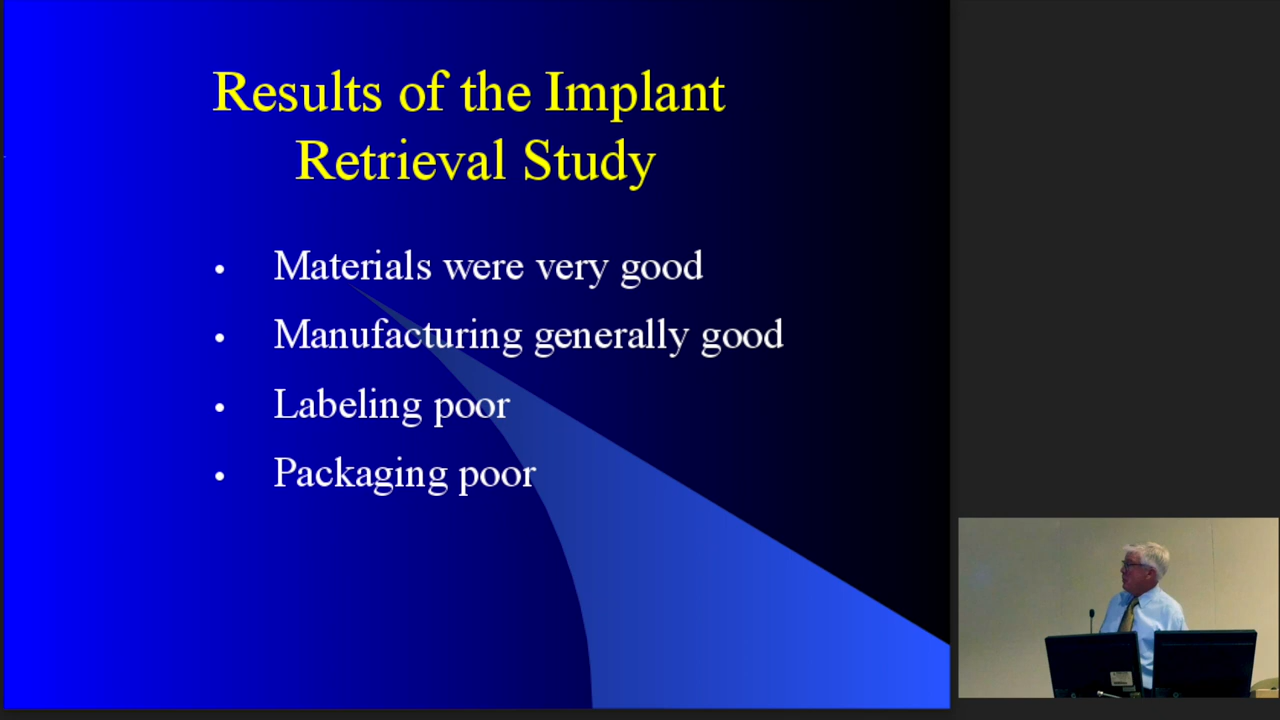 Results of the Implant
Retrieval Study
• Materials were very good
• Manufacturing generally good
• Labeling poor
• Packaging poor